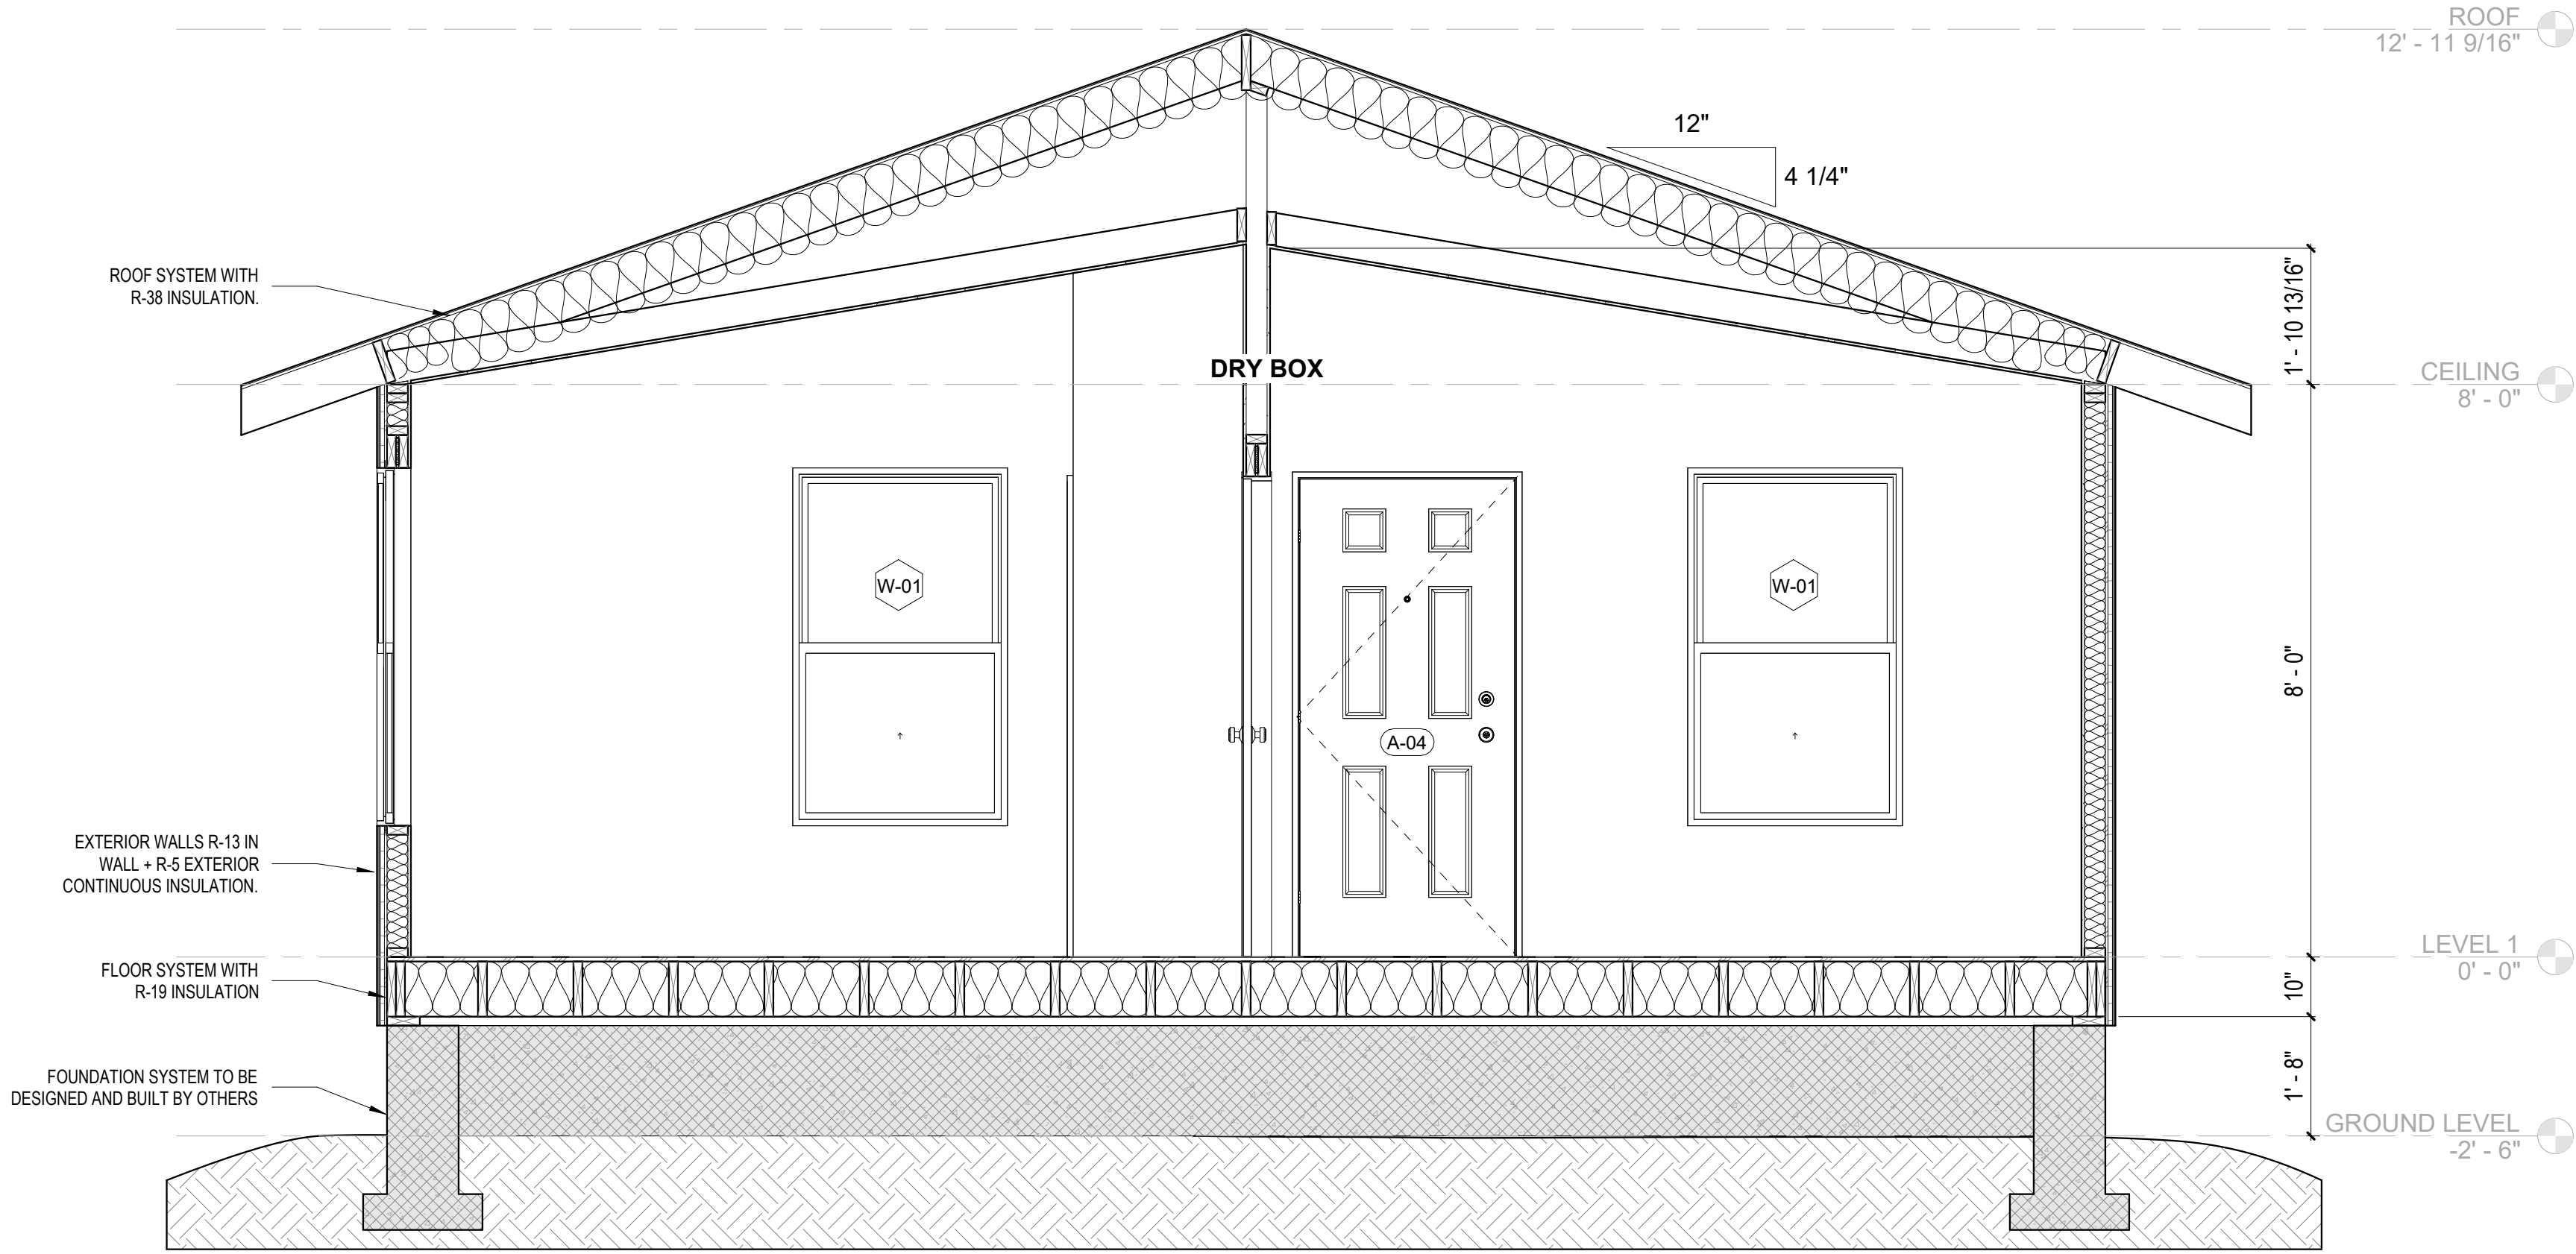 ROOF
12' - 11 9/16"
12"
4 1/4"
ROOF SYSTEM WITH
R-38 INSULATION.
1' - 10 13/16"
DRY BOX
CEILING
8' - 0"
W-01
W-01
8' - 0"
A-04
EXTERIOR WALLS R-13 IN
WALL + R-5 EXTERIOR
CONTINUOUS INSULATION.
FLOOR SYSTEM WITH
R-19 INSULATION
LEVEL 1
0' - 0"
10"
FOUNDATION SYSTEM TO BE
DESIGNED AND BUILT BY OTHERS
1' - 8"
GROUND LEVEL
-2' - 6"